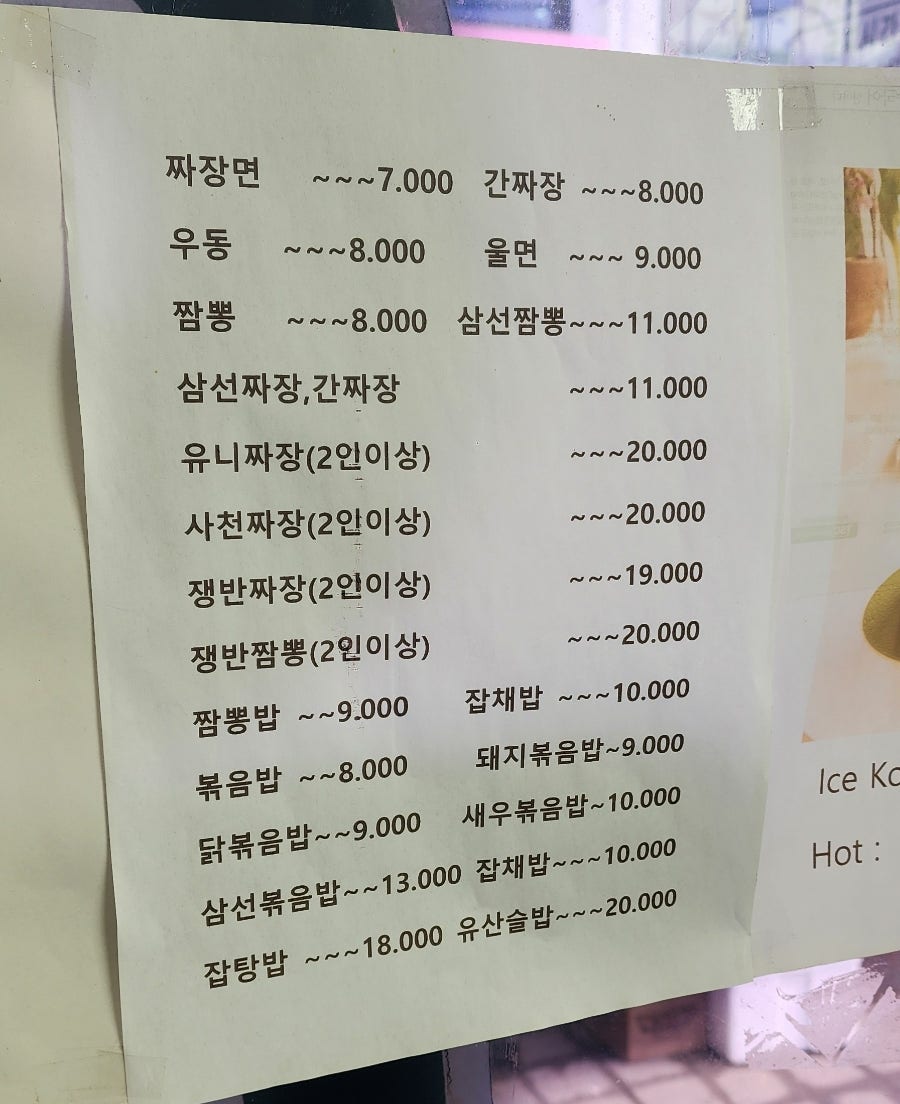 짜장면 ~~~7.000 간짜장 ~~~8.000
우동 ~~~8.000 울면 ~~~ 9.000
짬뽕 ~~~8.000 삼선짬뽕~~~11.000
삼선짜장,간짜장 ~~~11.000
유니짜장(2인이상) ~~~20.000
사천짜장(2인이상) ~~~20.000
쟁반짜장(2인이상) ~~~19.000
쟁반짬뽕(2인이상) ~~~20.000
짬뽕밥 ~~9.000 잡채밥 ~~~10.000
볶음밥 ~~8.000 돼지볶음밥~9.000
닭볶음밥~~9.000 새우볶음밥~10.000
삼선볶음밥~~13.000 잡채밥~~~10.000
잡탕밥 ~~~18.000 유산슬밥~~~20.000
Ice
Hot :